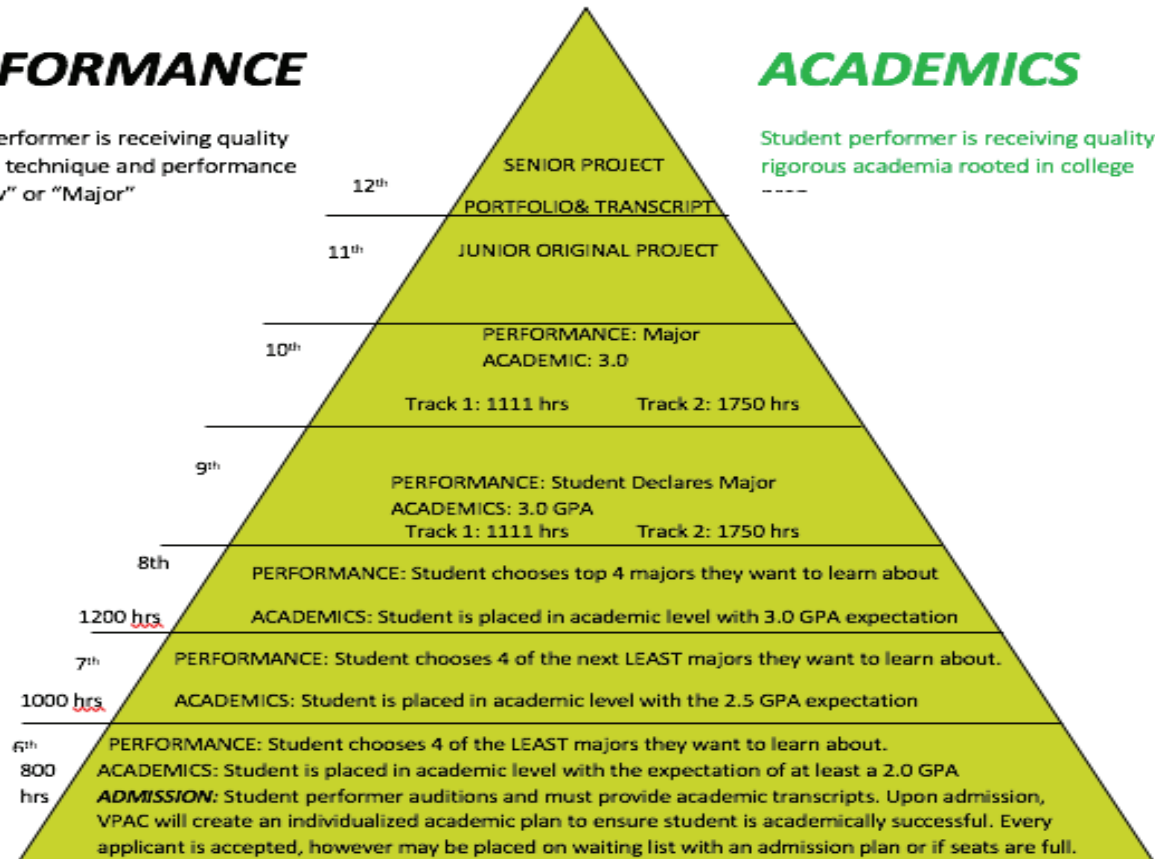 FORMANCE
erformer is receiving quality
technique and performance
" or "Major"
ACADEMICS
Student performer is receiving quality
rigorous academia rooted in college
SENIOR PROJECT
12th
PORTFOLIO& TRANSCRIPT
11th
JUNIOR ORIGINAL PROJECT
10th
PERFORMANCE: Major
ACADEMIC: 3.0
Track 1: 1111 hrs Track 2: 1750 hrs
9th
PERFORMANCE: Student Declares Major
ACADEMICS: 3.0 GPA
Track 1: 1111 hrs Track 2: 1750 hrs
8th
PERFORMANCE: Student chooses top 4 majors they want to learn about
1200 hrs
ACADEMICS: Student is placed in academic level with 3.0 GPA expectation
7th
PERFORMANCE: Student chooses 4 of the next LEAST majors they want to learn about.
1000 hrs
ACADEMICS: Student is placed in academic level with the 2.5 GPA expectation
6th
PERFORMANCE: Student chooses 4 of the LEAST majors they want to learn about.
800
hrs
ACADEMICS: Student is placed in academic level with the expectation of at least a 2.0 GPA
ADMISSION: Student performer auditions and must provide academic transcripts. Upon admission,
VPAC will create an individualized academic plan to ensure student is academically successful. Every
applicant is accepted, however may be placed on waiting list with an admission plan or if seats are full.